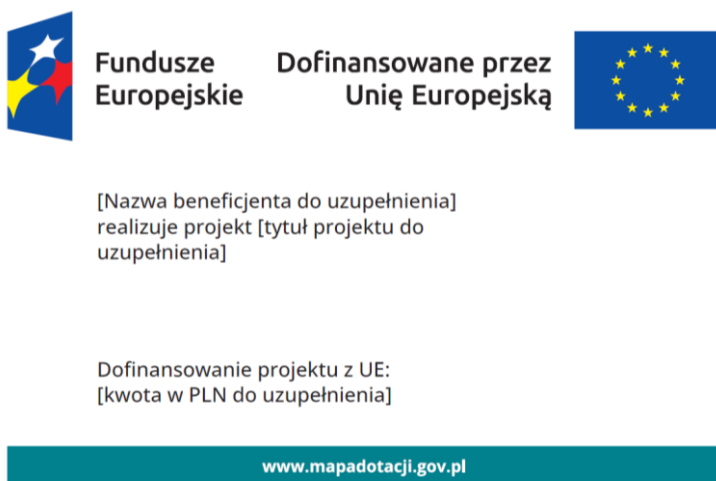 Fundusze
Europejskie
Dofinansowane przez
Unię Europejską
[Nazwa beneficjenta do uzupełnienia]
realizuje projekt [tytuł projektu do
uzupełnienia]
Dofinansowanie projektu z UE:
[kwota w PLN do uzupełnienia]
www.mapadotacji.gov.pl